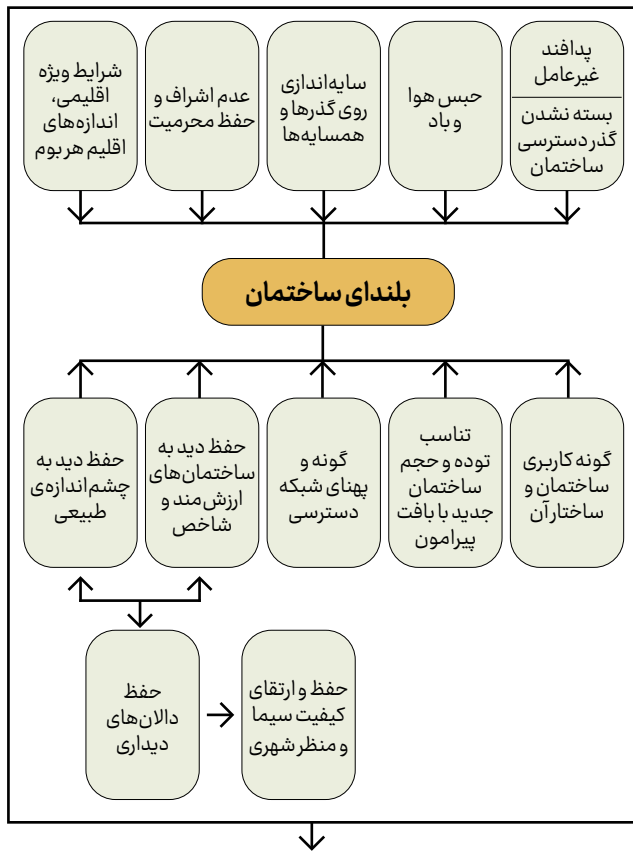 پدافند
غیرعامل
بسته نشدن
گذر دسترسی
ساختمان
حبس هوا
و باد
سایه‌اندازی
روی گذرها و
همسایه‌ها
عدم اشراف و
حفظ محرمیت
شرایط ویژه
اقلیمی،
اندازه‌های
اقلیم هر بوم
بلندای ساختمان
گونه کاربری
ساختمان و
ساختار آن
تناسب
توده و حجم
ساختمان
جدید با بافت
پیرامون
گونه و
پهنای شبکه
دسترسی
حفظ دید به
ساختمان‌های
ارزش‌مند و
شاخص
حفظ دید به
چشم‌اندازه‌ی
طبیعی
حفظ
دالان‌های
دیداری
حفظ و ارتقای
کیفیت سیما
و منظر شهری